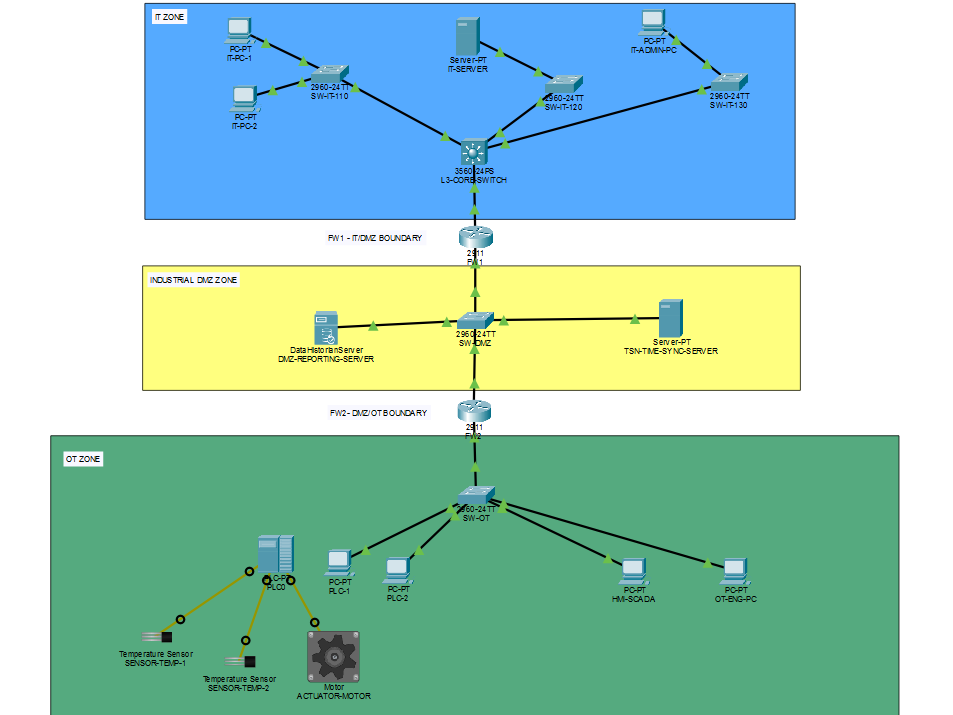 IT ZONE
PC-PT
IT-PC-1
PC-PT
IT-PC-2
2960-24TT
SW-IT-110
Server-PT
IT-SERVER
2960-24TT
SW-IT-120
PC-PT
IT-ADMIN-PC
2960-24TT
SW-IT-130
3560-24PS
L3-CORE-SWITCH
FW1 - IT/DMZ BOUNDARY
2911
FW1
INDUSTRIAL DMZ ZONE
DataHistorianServer
DMZ-REPORTING-SERVER
2960-24TT
SW-DMZ
Server-PT
TSN-TIME-SYNC-SERVER
FW2- DMZ/OT BOUNDARY
2911
FW2
OT ZONE
2960-24TT
SW-OT
PLC-PT
PLC0
PC-PT
PLC-1
PC-PT
PLC-2
PC-PT
HMI-SCADA
PC-PT
OT-ENG-PC
Temperature Sensor
SENSOR-TEMP-1
Temperature Sensor
SENSOR-TEMP-2
Motor
ACTUATOR-MOTOR